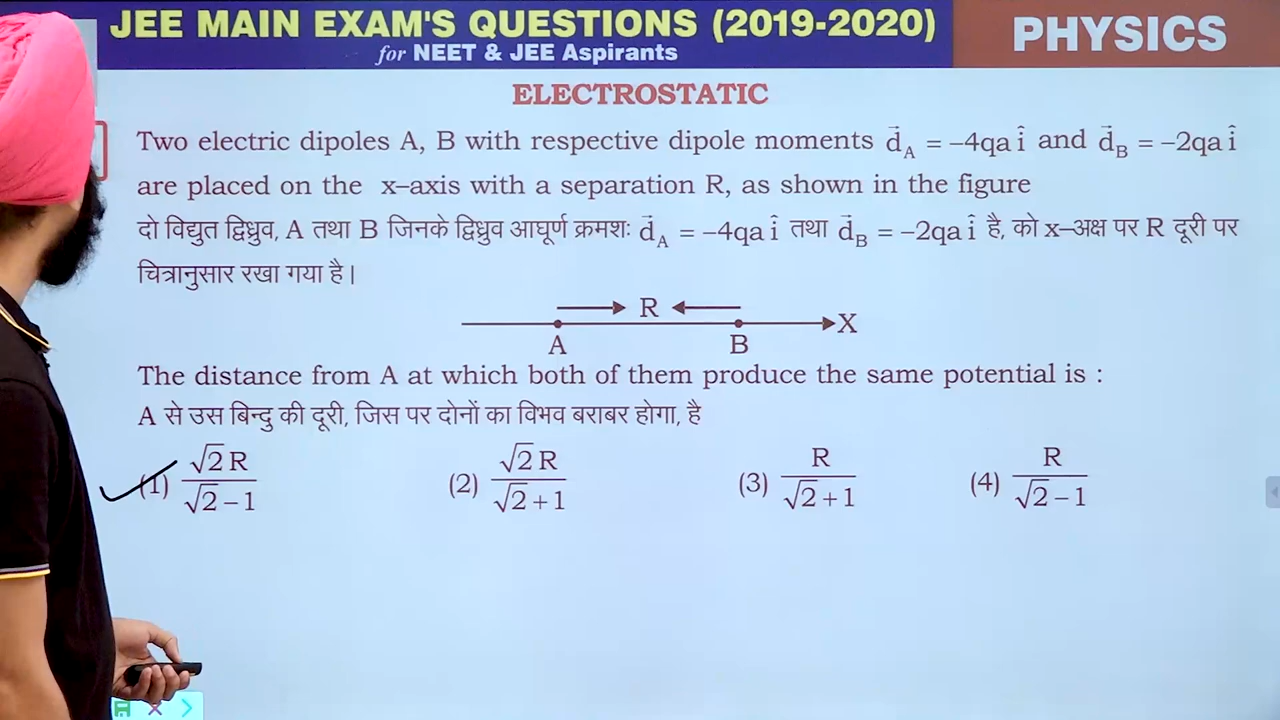 JEE MAIN EXAM'S QUESTIONS (2019-2020)
for NEET & JEE Aspirants
PHYSICS
ELECTROSTATIC
Two electric dipoles A, B with respective dipole moments d⃗_A = –4qa î and d⃗_B = –2qa î
are placed on the x–axis with a separation R, as shown in the figure
दो विद्युत द्विध्रुव, A तथा B जिनके द्विध्रुव आघूर्ण क्रमशः d⃗_A = –4qa î तथा d⃗_B = –2qa î है, को x–अक्ष पर R दूरी पर
चित्रानुसार रखा गया है।
R
X
A B
The distance from A at which both of them produce the same potential is :
A से उस बिन्दु की दूरी, जिस पर दोनों का विभव बराबर होगा, है
(1) √2 R / √2 – 1 (2) √2 R / √2 + 1 (3) R / √2 + 1 (4) R / √2 – 1